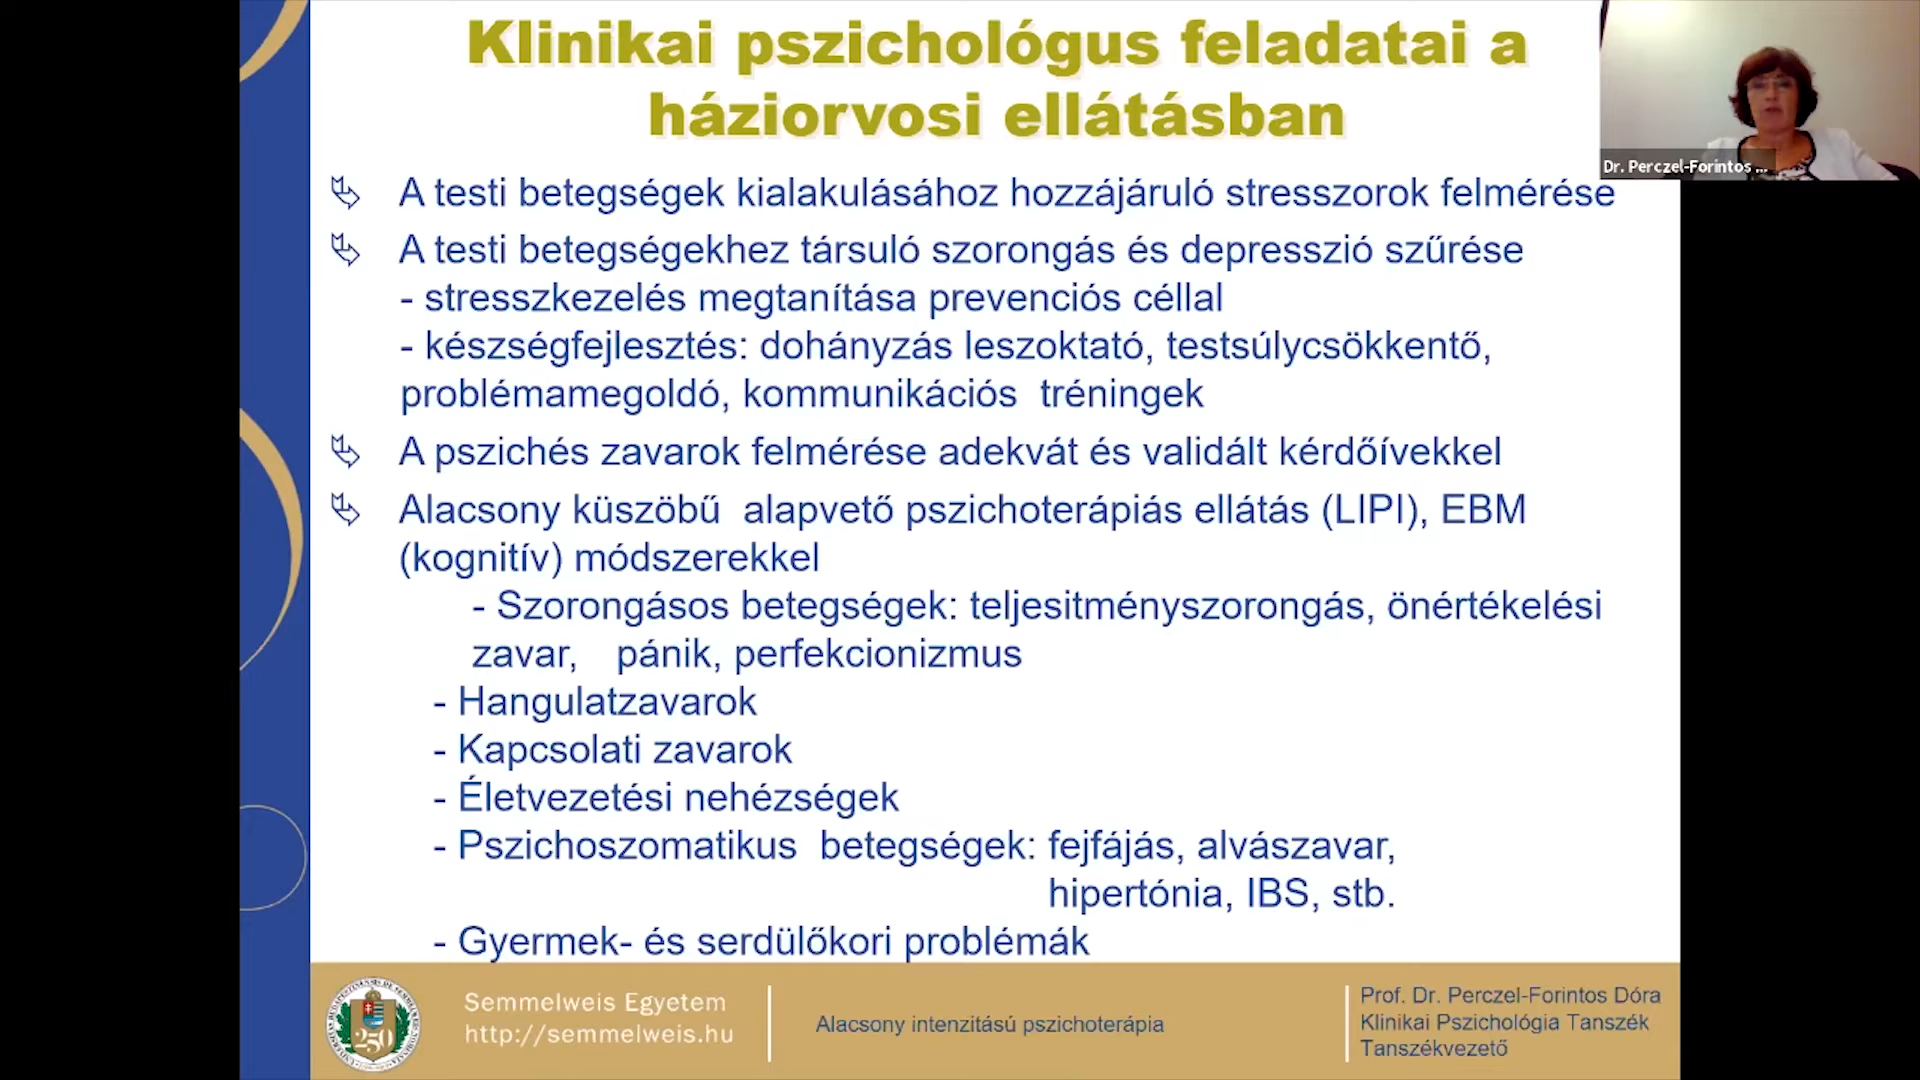 Klinikai pszichológus feladatai a
háziorvosi ellátásban
Dr. Perczel-Forintos ...
A testi betegségek kialakulásához hozzájáruló stresszorok felmérése
A testi betegségekhez társuló szorongás és depresszió szűrése
- stresszkezelés megtanítása prevenciós céllal
- készségfejlesztés: dohányzás leszoktató, testsúlycsökkentő,
problémamegoldó, kommunikációs tréningek
A pszichés zavarok felmérése adekvát és validált kérdőívekkel
Alacsony küszöbű alapvető pszichoterápiás ellátás (LIPI), EBM
(kognitív) módszerekkel
- Szorongásos betegségek: teljesitményszorongás, önértékelési
zavar, pánik, perfekcionizmus
- Hangulatzavarok
- Kapcsolati zavarok
- Életvezetési nehézségek
- Pszichoszomatikus betegségek: fejfájás, alvászavar,
hipertónia, IBS, stb.
- Gyermek- és serdülőkori problémák
250
Semmelweis Egyetem
http://semmelweis.hu
Alacsony intenzitású pszichoterápia
Prof. Dr. Perczel-Forintos Dóra
Klinikai Pszichológia Tanszék
Tanszékvezető